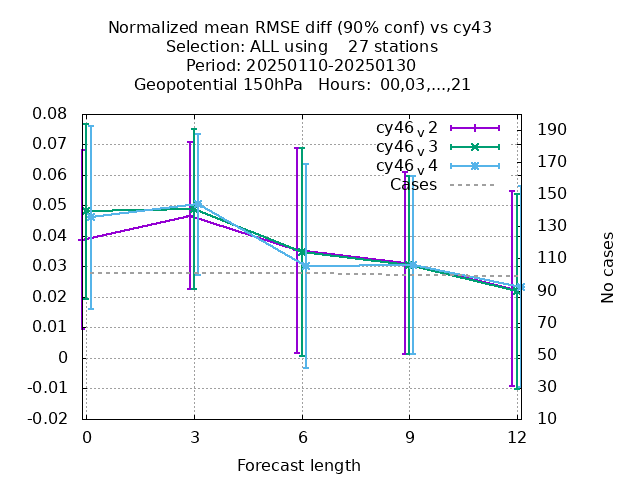 Normalized mean RMSE diff (90% conf) vs cy43
Selection: ALL using    27 stations
Period: 20250110-20250130
Geopotential 150hPa   Hours: 00,03,...,21
cy46_v2
cy46_v3
cy46_v4
Cases
0.08
0.07
0.06
0.05
0.04
0.03
0.02
0.01
0
-0.01
-0.02
190
170
150
130
110
90
70
50
30
10
No cases
0 3 6 9 12
Forecast length